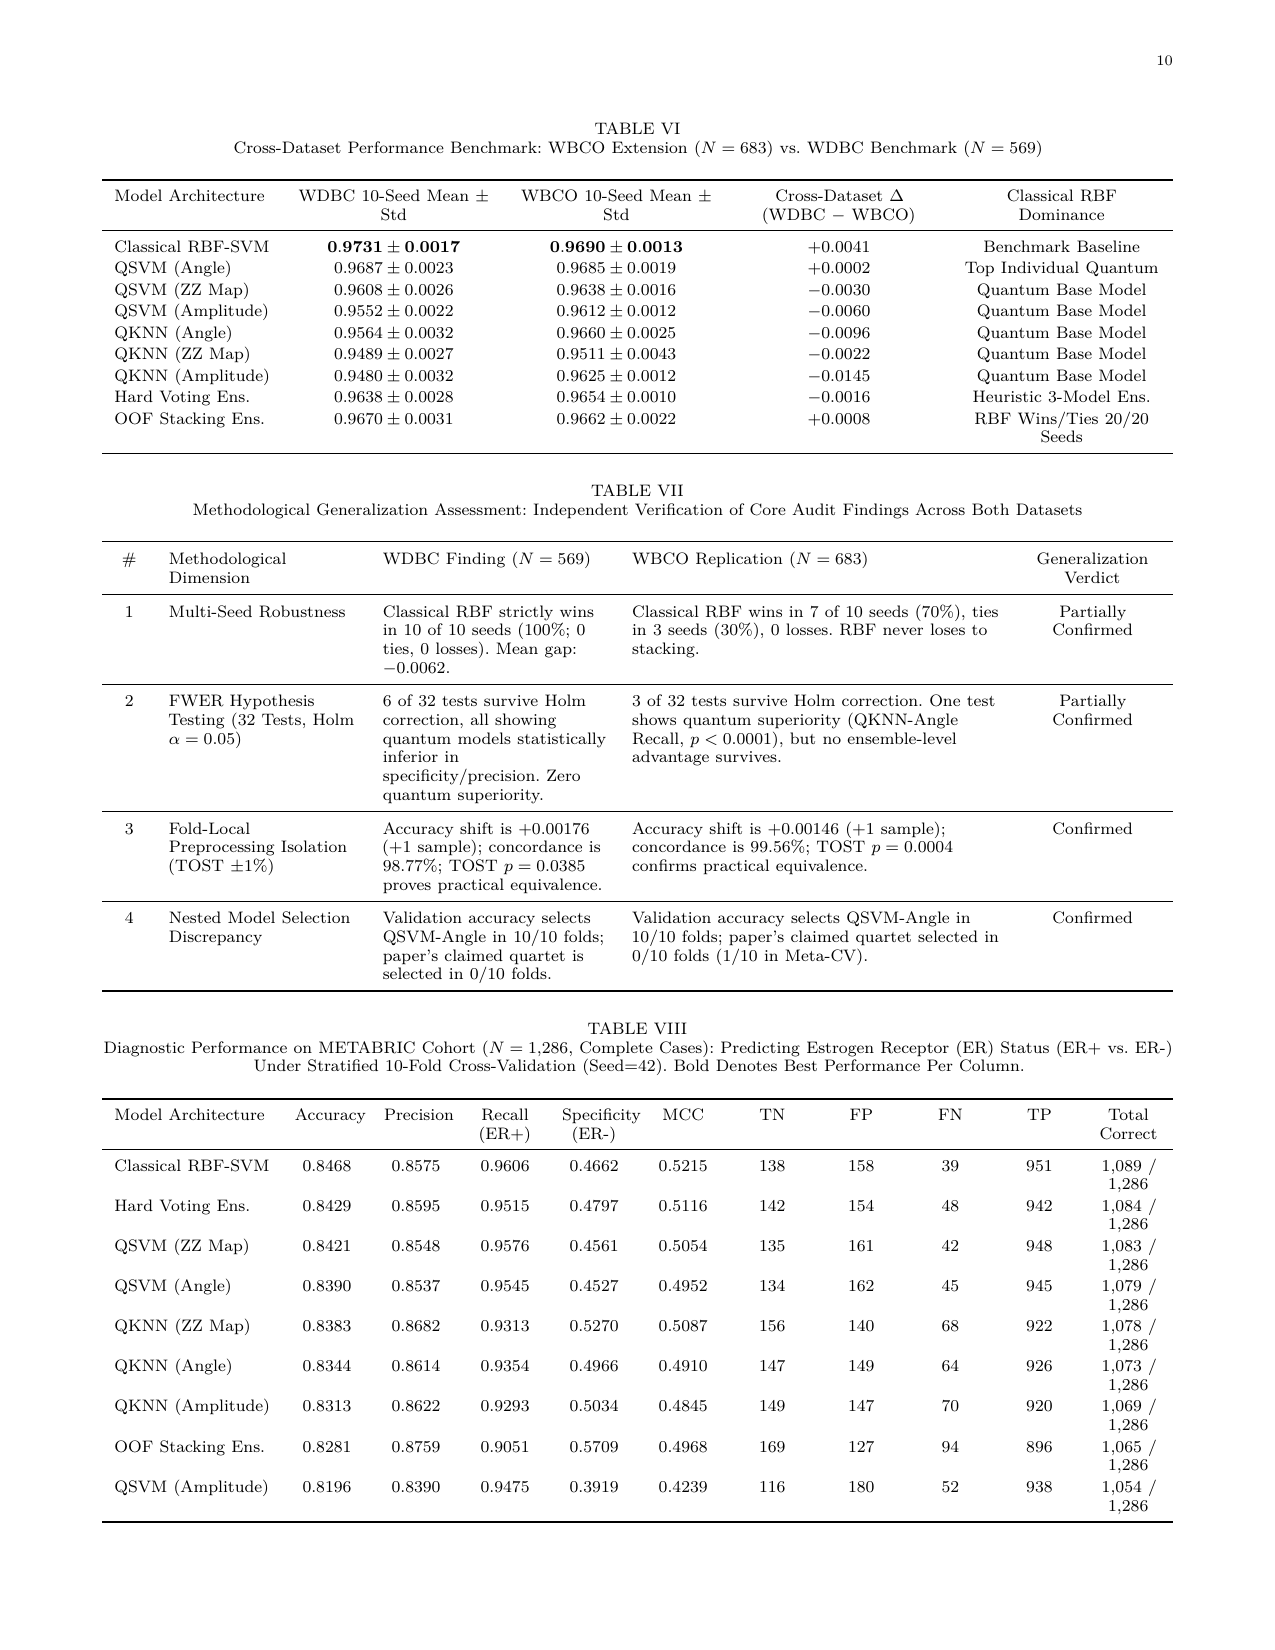 10
TABLE VI
Cross-Dataset Performance Benchmark: WBCO Extension (N = 683) vs. WDBC Benchmark (N = 569)
Model Architecture WDBC 10-Seed Mean ± Std WBCO 10-Seed Mean ± Std Cross-Dataset Δ (WDBC − WBCO) Classical RBF Dominance
Classical RBF-SVM 0.9731 ± 0.0017 0.9690 ± 0.0013 +0.0041 Benchmark Baseline
QSVM (Angle) 0.9687 ± 0.0023 0.9685 ± 0.0019 +0.0002 Top Individual Quantum
QSVM (ZZ Map) 0.9608 ± 0.0026 0.9638 ± 0.0016 −0.0030 Quantum Base Model
QSVM (Amplitude) 0.9552 ± 0.0022 0.9612 ± 0.0012 −0.0060 Quantum Base Model
QKNN (Angle) 0.9564 ± 0.0032 0.9660 ± 0.0025 −0.0096 Quantum Base Model
QKNN (ZZ Map) 0.9489 ± 0.0027 0.9511 ± 0.0043 −0.0022 Quantum Base Model
QKNN (Amplitude) 0.9480 ± 0.0032 0.9625 ± 0.0012 −0.0145 Quantum Base Model
Hard Voting Ens. 0.9638 ± 0.0028 0.9654 ± 0.0010 −0.0016 Heuristic 3-Model Ens.
OOF Stacking Ens. 0.9670 ± 0.0031 0.9662 ± 0.0022 +0.0008 RBF Wins/Ties 20/20
Seeds
TABLE VII
Methodological Generalization Assessment: Independent Verification of Core Audit Findings Across Both Datasets
# Methodological Dimension WDBC Finding (N = 569) WBCO Replication (N = 683) Generalization Verdict
1 Multi-Seed Robustness
Classical RBF strictly wins
in 10 of 10 seeds (100%; 0
ties, 0 losses). Mean gap:
−0.0062.
Classical RBF wins in 7 of 10 seeds (70%), ties
in 3 seeds (30%), 0 losses. RBF never loses to
stacking.
Partially
Confirmed
2 FWER Hypothesis
Testing (32 Tests, Holm
α = 0.05)
6 of 32 tests survive Holm
correction, all showing
quantum models statistically
inferior in
specificity/precision. Zero
quantum superiority.
3 of 32 tests survive Holm correction. One test
shows quantum superiority (QKNN-Angle
Recall, p < 0.0001), but no ensemble-level
advantage survives.
Partially
Confirmed
3 Fold-Local
Preprocessing Isolation
(TOST ±1%)
Accuracy shift is +0.00176
(+1 sample); concordance is
98.77%; TOST p = 0.0385
proves practical equivalence.
Accuracy shift is +0.00146 (+1 sample);
concordance is 99.56%; TOST p = 0.0004
confirms practical equivalence.
Confirmed
4 Nested Model Selection
Discrepancy
Validation accuracy selects
QSVM-Angle in 10/10 folds;
paper's claimed quartet is
selected in 0/10 folds.
Validation accuracy selects QSVM-Angle in
10/10 folds; paper's claimed quartet selected in
0/10 folds (1/10 in Meta-CV).
Confirmed
TABLE VIII
Diagnostic Performance on METABRIC Cohort (N = 1,286, Complete Cases): Predicting Estrogen Receptor (ER) Status (ER+ vs. ER-)
Under Stratified 10-Fold Cross-Validation (Seed=42). Bold Denotes Best Performance Per Column.
Model Architecture Accuracy Precision Recall (ER+) Specificity (ER-) MCC TN FP FN TP Total Correct
Classical RBF-SVM 0.8468 0.8575 0.9606 0.4662 0.5215 138 158 39 951 1,089 / 1,286
Hard Voting Ens. 0.8429 0.8595 0.9515 0.4797 0.5116 142 154 48 942 1,084 / 1,286
QSVM (ZZ Map) 0.8421 0.8548 0.9576 0.4561 0.5054 135 161 42 948 1,083 / 1,286
QSVM (Angle) 0.8390 0.8537 0.9545 0.4527 0.4952 134 162 45 945 1,079 / 1,286
QKNN (ZZ Map) 0.8383 0.8682 0.9313 0.5270 0.5087 156 140 68 922 1,078 / 1,286
QKNN (Angle) 0.8344 0.8614 0.9354 0.4966 0.4910 147 149 64 926 1,073 / 1,286
QKNN (Amplitude) 0.8313 0.8622 0.9293 0.5034 0.4845 149 147 70 920 1,069 / 1,286
OOF Stacking Ens. 0.8281 0.8759 0.9051 0.5709 0.4968 169 127 94 896 1,065 / 1,286
QSVM (Amplitude) 0.8196 0.8390 0.9475 0.3919 0.4239 116 180 52 938 1,054 / 1,286